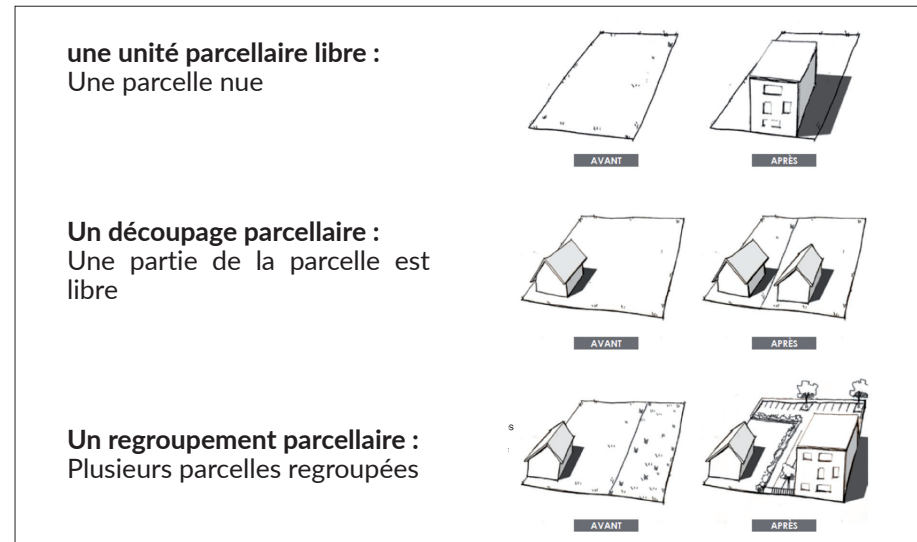 une unité parcellaire libre :
Une parcelle nue
AVANT
APRÈS
Un découpage parcellaire :
Une partie de la parcelle est
libre
AVANT
APRÈS
s
Un regroupement parcellaire :
Plusieurs parcelles regroupées
AVANT
APRÈS